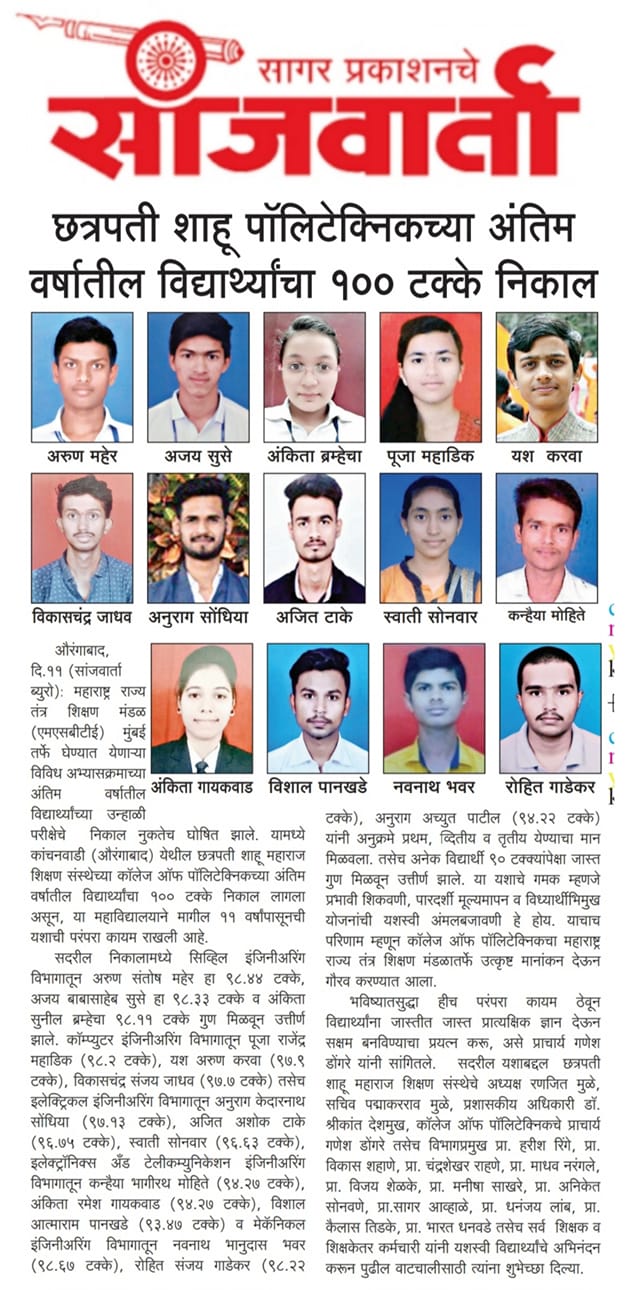 सागर प्रकाशनचे
सांजवार्ता
छत्रपती शाहू पॉलिटेक्निकच्या अंतिम
वर्षातील विद्यार्थ्यांचा १०० टक्के निकाल
अरुण महेर
अजय सुसे
अंकिता ब्रम्हेचा
पूजा महाडिक
यश करवा
विकासचंद्र जाधव
अनुराग सोंधिया
अजित टाके
स्वाती सोनवार
कन्हैया मोहिते
अंकिता गायकवाड
विशाल पानखडे
नवनाथ भवर
रोहित गाडेकर
औरंगाबाद,
दि.११ (सांजवार्ता
ब्युरो): महाराष्ट्र राज्य
तंत्र शिक्षण मंडळ
(एमएसबीटीई) मुंबई
तर्फे घेण्यात येणाऱ्या
विविध अभ्यासक्रमाच्या
अंतिम वर्षातील
विद्यार्थ्यांच्या उन्हाळी
परीक्षेचे निकाल नुकतेच घोषित झाले. यामध्ये
कांचनवाडी (औरंगाबाद) येथील छत्रपती शाहू महाराज
शिक्षण संस्थेच्या कॉलेज ऑफ पॉलिटेक्निकच्या अंतिम
वर्षातील विद्यार्थ्यांचा १०० टक्के निकाल लागला
असून, या महाविद्यालयाने मागील ११ वर्षांपासूनची
यशाची परंपरा कायम राखली आहे.
सदरील निकालामध्ये सिव्हिल इंजिनीअरिंग
विभागातून अरुण संतोष महेर हा ९८.४४ टक्के,
अजय बाबासाहेब सुसे हा ९८.३३ टक्के व अंकिता
सुनील ब्रम्हेचा ९८.११ टक्के गुण मिळवून उत्तीर्ण
झाले. कॉम्प्युटर इंजिनीअरिंग विभागातून पूजा राजेंद्र
महाडिक (९८.२ टक्के), यश अरुण करवा (९७.९
टक्के), विकासचंद्र संजय जाधव (९७.७ टक्के) तसेच
इलेक्ट्रिकल इंजिनीअरिंग विभागातून अनुराग केदारनाथ
सोंधिया (९७.१३ टक्के), अजित अशोक टाके
(९६.७५ टक्के), स्वाती सोनवार (९६.६३ टक्के),
इलेक्ट्रॉनिक्स अँड टेलीकम्युनिकेशन इंजिनीअरिंग
विभागातून कन्हैया भागीरथ मोहिते (९४.२७ टक्के),
अंकिता रमेश गायकवाड (९४.२७ टक्के), विशाल
आत्माराम पानखडे (९३.४७ टक्के) व मेकॅनिकल
इंजिनीअरिंग विभागातून नवनाथ भानुदास भवर
(९८.६७ टक्के), रोहित संजय गाडेकर (९८.२२
टक्के), अनुराग अच्युत पाटील (९४.२२ टक्के)
यांनी अनुक्रमे प्रथम, व्दितीय व तृतीय येण्याचा मान
मिळवला. तसेच अनेक विद्यार्थी ९० टक्क्यांपेक्षा जास्त
गुण मिळवून उत्तीर्ण झाले. या यशाचे गमक म्हणजे
प्रभावी शिकवणी, पारदर्शी मूल्यमापन व विध्यार्थीभिमुख
योजनांची यशस्वी अंमलबजावणी हे होय. याचाच
परिणाम म्हणून कॉलेज ऑफ पॉलिटेक्निकचा महाराष्ट्र
राज्य तंत्र शिक्षण मंडळातर्फे उत्कृष्ट मानांकन देऊन
गौरव करण्यात आला.
भविष्यातसुद्धा हीच परंपरा कायम ठेवून
विद्यार्थ्यांना जास्तीत जास्त प्रात्यक्षिक ज्ञान देऊन
सक्षम बनविण्याचा प्रयत्न करू, असे प्राचार्य गणेश
डोंगरे यांनी सांगितले. सदरील यशाबद्दल छत्रपती
शाहू महाराज शिक्षण संस्थेचे अध्यक्ष रणजित मुळे,
सचिव पद्माकरराव मुळे, प्रशासकीय अधिकारी डॉ.
श्रीकांत देशमुख, कॉलेज ऑफ पॉलिटेक्निकचे प्राचार्य
गणेश डोंगरे तसेच विभागप्रमुख प्रा. हरीश रिंगे, प्रा.
विकास शहाणे, प्रा. चंद्रशेखर राहणे, प्रा. माधव नरंगले,
प्रा. विजय शेळके, प्रा. मनीषा साखरे, प्रा. अनिकेत
सोनवणे, प्रा.सागर आव्हाळे, प्रा. धनंजय लांब, प्रा.
कैलास तिडके, प्रा. भारत धनवडे तसेच सर्व शिक्षक व
शिक्षकेतर कर्मचारी यांनी यशस्वी विद्यार्थ्यांचे अभिनंदन
करून पुढील वाटचालीसाठी त्यांना शुभेच्छा दिल्या.